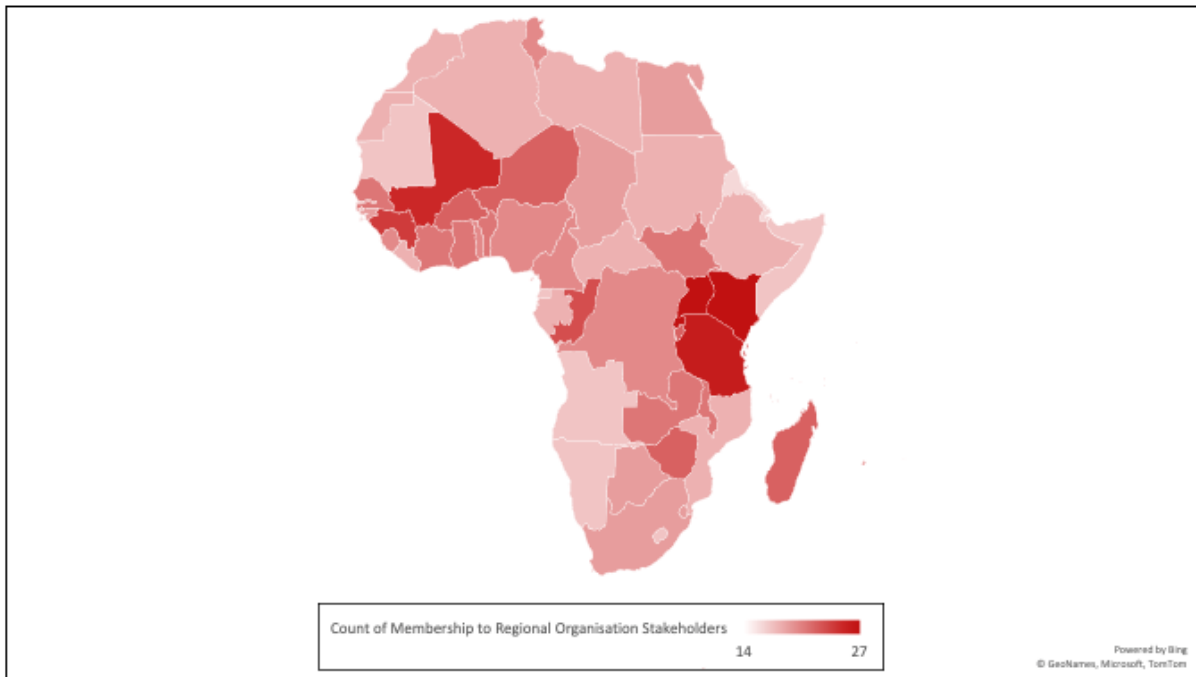 Count of Membership to Regional Organisation Stakeholders
14 27
Powered by Bing
© GeoNames, Microsoft, TomTom